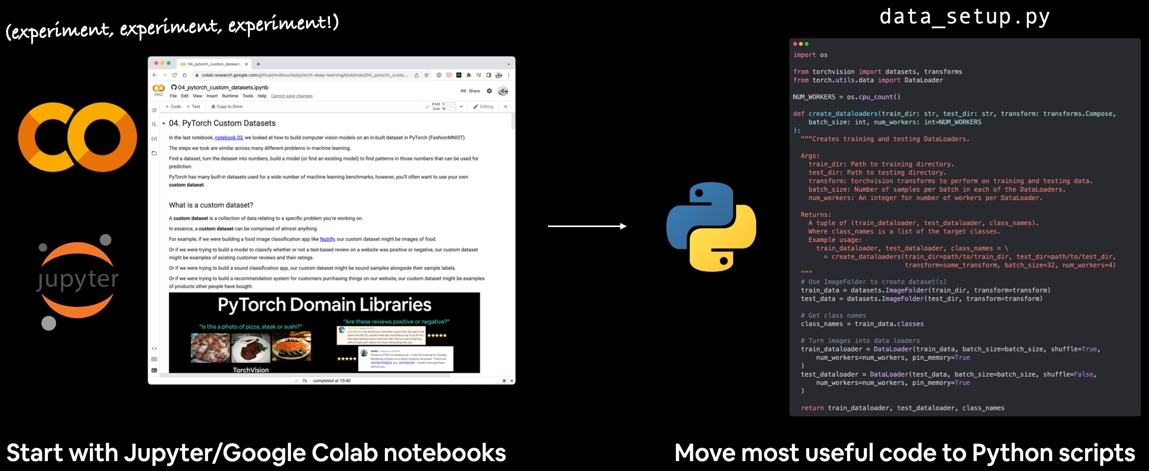 (experiment, experiment, experiment!)
data_setup.py
04_pytorch_custom_datasets.ipynb
colab.research.google.com/github/mrdbourke/pytorch-deep-learning/blob/main/04_pytorch_custom_...
04_pytorch_custom_datasets.ipynb
PRO
File Edit View Insert Runtime Tools Help Cannot save changes
Share
+ Code + Text Copy to Drive
RAM
Disk
Editing
04. PyTorch Custom Datasets
In the last notebook, notebook 03, we looked at how to build computer vision models on an in-built dataset in PyTorch (FashionMNIST).
The steps we took are similar across many different problems in machine learning.
Find a dataset, turn the dataset into numbers, build a model (or find an existing model) to find patterns in those numbers that can be used for
prediction.
PyTorch has many built-in datasets used for a wide number of machine learning benchmarks, however, you'll often want to use your own
custom dataset.
What is a custom dataset?
A custom dataset is a collection of data relating to a specific problem you're working on.
In essence, a custom dataset can be comprised of almost anything.
For example, if we were building a food image classification app like Nutrify, our custom dataset might be images of food.
Or if we were trying to build a model to classify whether or not a text-based review on a website was positive or negative, our custom dataset
might be examples of existing customer reviews and their ratings.
Or if we were trying to build a sound classification app, our custom dataset might be sound samples alongside their sample labels.
Or if we were trying to build a recommendation system for customers purchasing things on our website, our custom dataset might be examples
of products other people have bought.
PyTorch Domain Libraries
"Is this a photo of pizza, steak or sushi?"
"Are these reviews positive or negative?"
TorchVision
7s completed at 10:40
jupyter
import os
from torchvision import datasets, transforms
from torch.utils.data import DataLoader
NUM_WORKERS = os.cpu_count()
def create_dataloaders(train_dir: str, test_dir: str, transform: transforms.Compose,
batch_size: int, num_workers: int=NUM_WORKERS
):
"""Creates training and testing DataLoaders.
Args:
train_dir: Path to training directory.
test_dir: Path to testing directory.
transform: torchvision transforms to perform on training and testing data.
batch_size: Number of samples per batch in each of the DataLoaders.
num_workers: An integer for number of workers per DataLoader.
Returns:
A tuple of (train_dataloader, test_dataloader, class_names).
Where class_names is a list of the target classes.
Example usage:
train_dataloader, test_dataloader, class_names = \
= create_dataloaders(train_dir=path/to/train_dir, test_dir=path/to/test_dir,
transform=some_transform, batch_size=32, num_workers=4)
"""
# Use ImageFolder to create dataset(s)
train_data = datasets.ImageFolder(train_dir, transform=transform)
test_data = datasets.ImageFolder(test_dir, transform=transform)
# Get class names
class_names = train_data.classes
# Turn images into data loaders
train_dataloader = DataLoader(train_data, batch_size=batch_size, shuffle=True,
num_workers=num_workers, pin_memory=True
)
test_dataloader = DataLoader(test_data, batch_size=batch_size, shuffle=False,
num_workers=num_workers, pin_memory=True
)
return train_dataloader, test_dataloader, class_names
Start with Jupyter/Google Colab notebooks
Move most useful code to Python scripts